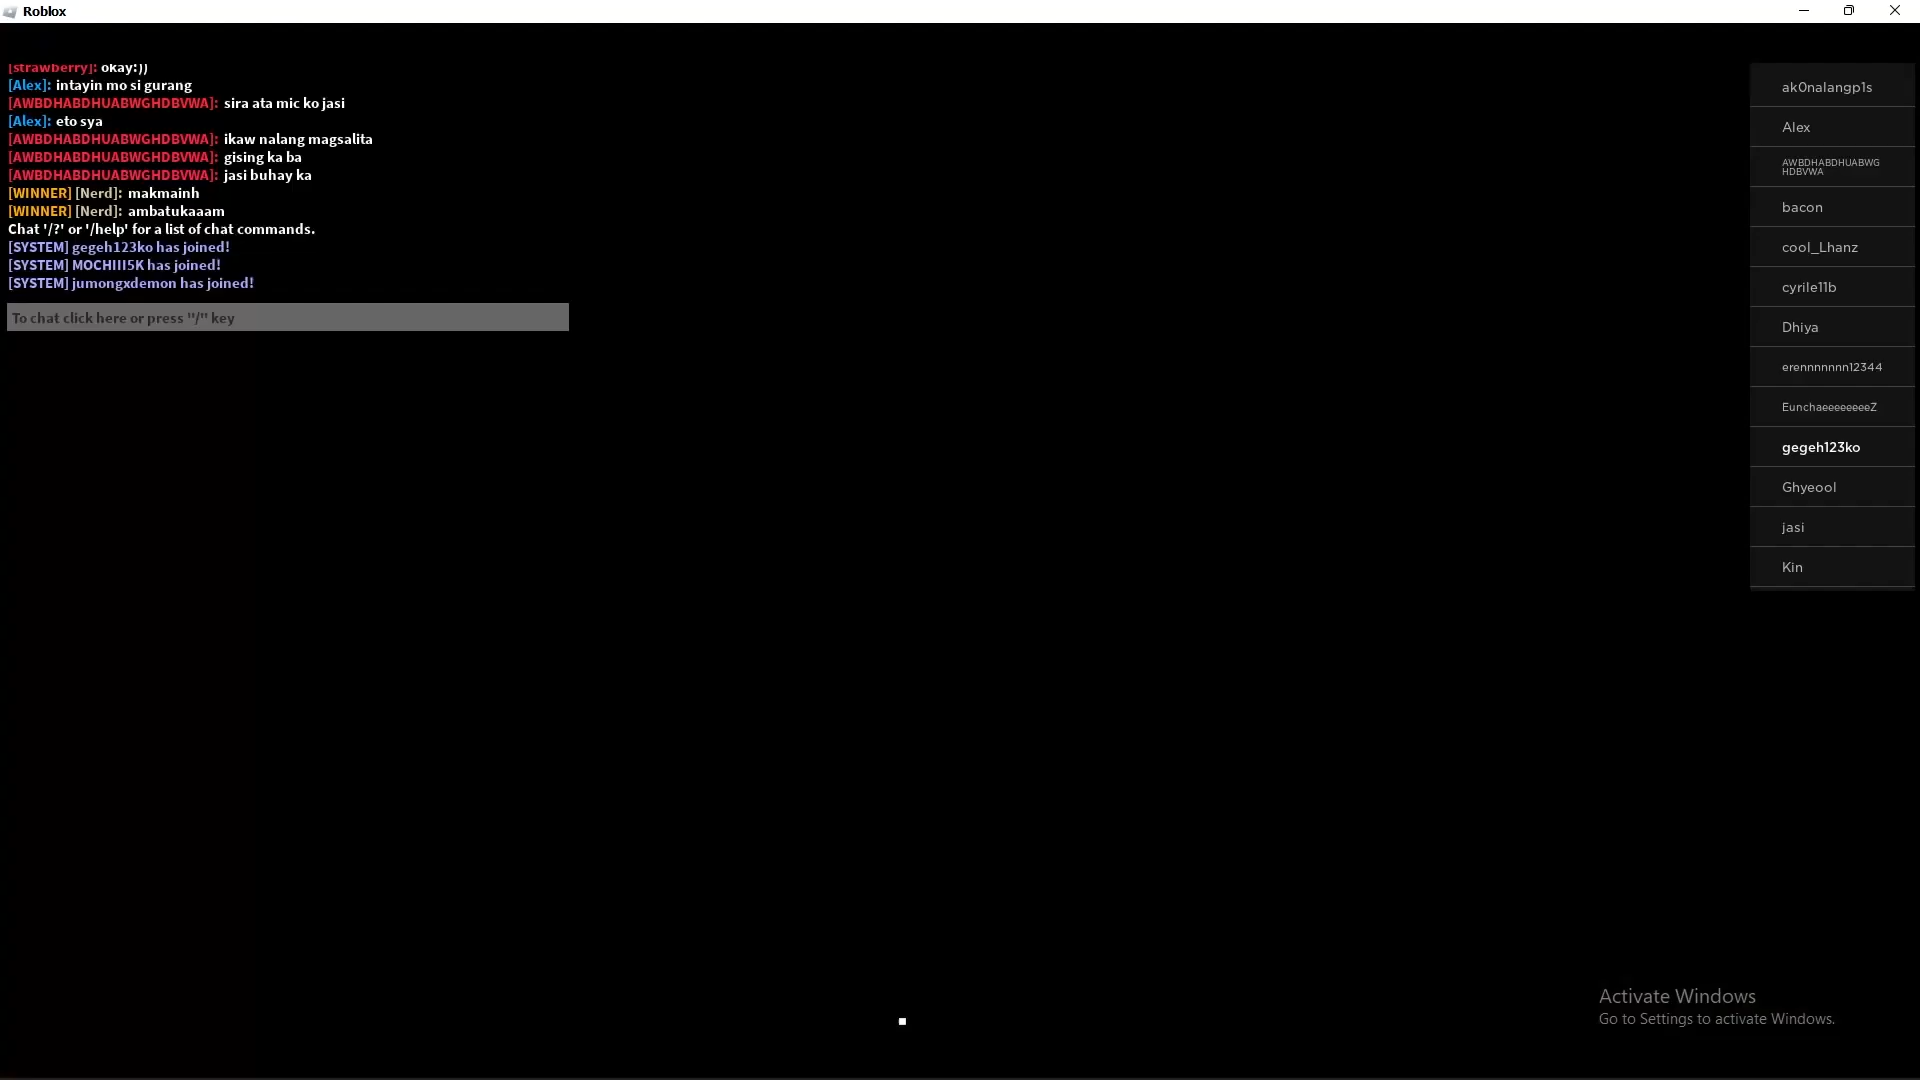 Roblox
[strawberry]: okay:))
[Alex]: intayin mo si gurang
[AWBDHABDHUABWGHDBVWA]: sira ata mic ko jasi
[Alex]: eto sya
[AWBDHABDHUABWGHDBVWA]: ikaw nalang magsalita
[AWBDHABDHUABWGHDBVWA]: gising ka ba
[AWBDHABDHUABWGHDBVWA]: jasi buhay ka
[WINNER] [Nerd]: makmainh
[WINNER] [Nerd]: ambatukaaam
Chat '/?' or '/help' for a list of chat commands.
[SYSTEM] gegeh123ko has joined!
[SYSTEM] MOCHIII5K has joined!
[SYSTEM] jumongxdemon has joined!
To chat click here or press "/" key
ak0nalangp1s
Alex
AWBDHABDHUABWG
HDBVWA
bacon
cool_Lhanz
cyrile11b
Dhiya
erennnnnnn12344
EunchaeeeeeeeeZ
gegeh123ko
Ghyeool
jasi
Kin
Activate Windows
Go to Settings to activate Windows.